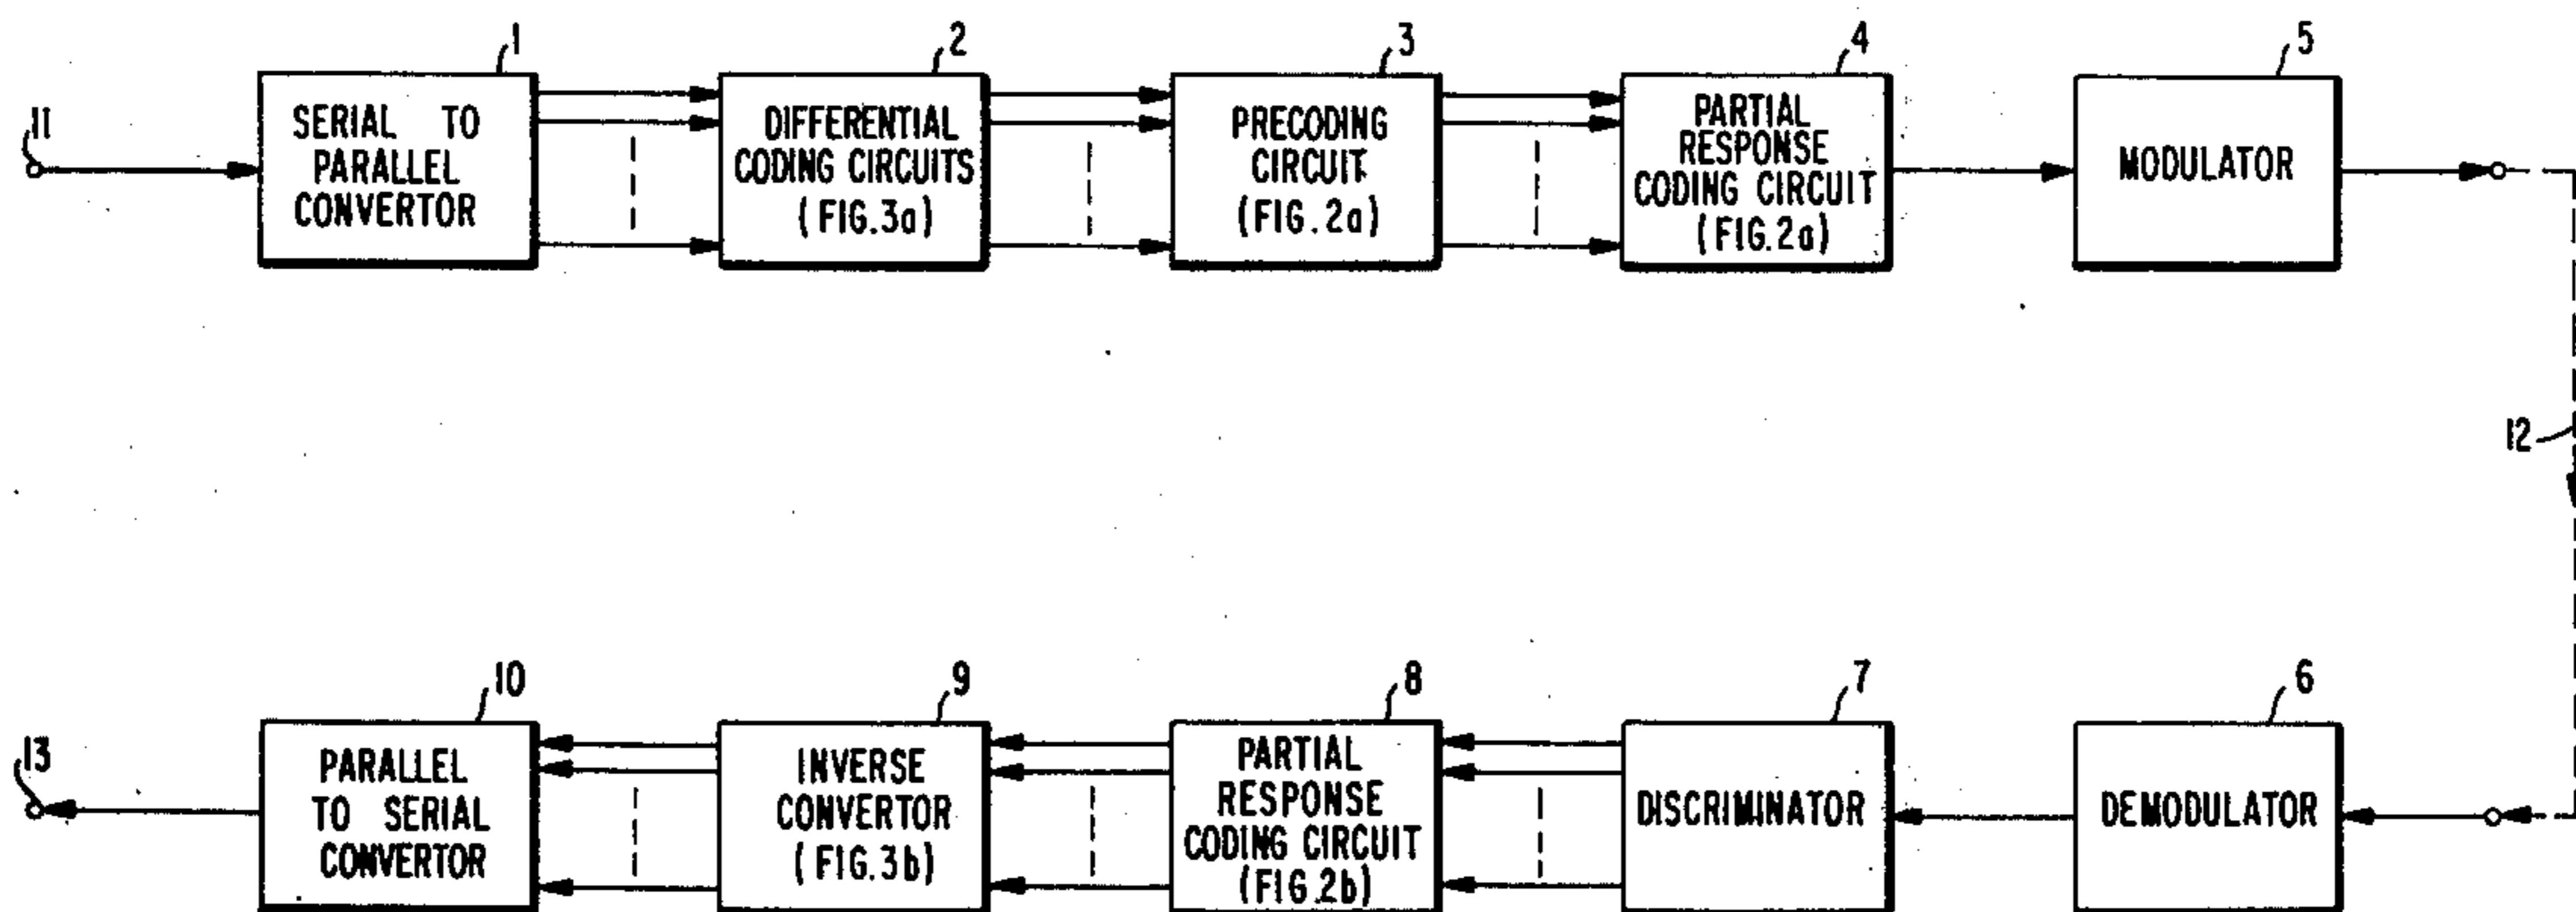 1
2
3
4
5
11
SERIAL TO
PARALLEL
CONVERTOR
DIFFERENTIAL
CODING CIRCUITS
(FIG.3a)
PRECODING
CIRCUIT
(FIG.2a)
PARTIAL
RESPONSE
CODING CIRCUIT
(FIG.2a)
MODULATOR
12
10
9
8
7
6
13
PARALLEL
TO SERIAL
CONVERTOR
INVERSE
CONVERTOR
(FIG.3b)
PARTIAL
RESPONSE
CODING CIRCUIT
(FIG.2b)
DISCRIMINATOR
DEMODULATOR